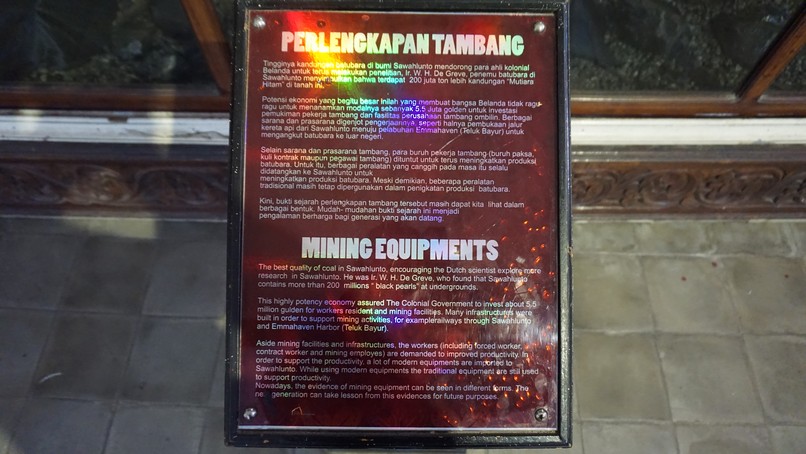 PERLENGKAPAN TAMBANG
Tingginya kandungan batubara di bumi Sawahlunto mendorong para ahli kolonial
Belanda untuk terus melakukan penelitian, Ir. W. H. De Greve, penemu batubara di
Sawahlunto menyimpulkan bahwa terdapat 200 juta ton lebih kandungan "Mutiara
Hitam" di tanah ini.
Potensi ekonomi yang begitu besar inilah yang membuat bangsa Belanda tidak ragu-
ragu untuk menanamkan modalnya sebanyak 5.5 Juta golden untuk investasi
pemukiman pekerja tambang dan fasilitas perusahaan tambang ombilin. Berbagai
sarana dan prasarana digenjot pengerjaannya, seperti halnya pembukaan jalur
kereta api dari Sawahlunto menuju pelabuhan Emmahaven (Teluk Bayur) untuk
mengangkut batubara ke luar negeri.
Selain sarana dan prasarana tambang, para buruh pekerja tambang (buruh paksa,
kuli kontrak maupun pegawai tambang) dituntut untuk terus meningkatkan produksi
batubara. Untuk itu, berbagai peralatan yang canggih pada masa itu selalu
didatangkan ke Sawahlunto untuk
meningkatkan produksi batubara. Meski demikian, beberapa peralatan
tradisional masih tetap dipergunakan dalam penigkatan produksi batubara.
Kini, bukti sejarah perlengkapan tambang tersebut masih dapat kita lihat dalam
berbagai bentuk. Mudah- mudahan bukti sejarah ini menjadi
pengalaman berharga bagi generasi yang akan datang.
MINING EQUIPMENTS
The best quality of coal in Sawahlunto, encouraging the Dutch scientist explore more
research in Sawahlunto. He was Ir. W. H. De Greve, who found that Sawahlunto
contains more trhan 200 millions " black pearls" at undergrounds.
This highly potency economy assured The Colonial Government to invest about 5.5
million gulden for workers resident and mining facilities. Many infrastructures were
built in order to support mining activities, for examplerailways through Sawahlunto
and Emmahaven Harbor (Teluk Bayur).
Aside mining facilities and infrastructures, the workers (including forced worker,
contract worker and mining employes) are demanded to improved productivity. In
order to support the productivity, a lot of modern equipments are imported to
Sawahlunto. While using modern equipments the traditional equipment are still used
to support productivity.
Nowadays, the evidence of mining equipment can be seen in different forms. The
generation can take lesson from this evidences for future purposes.